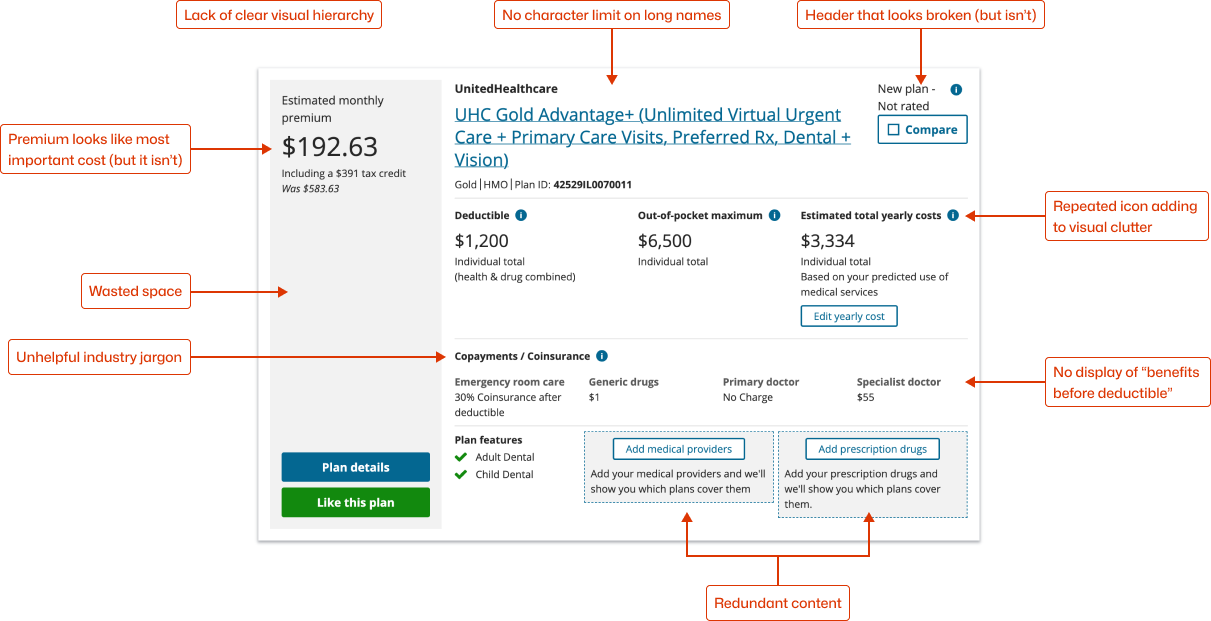 Lack of clear visual hierarchy
No character limit on long names
Header that looks broken (but isn't)
Premium looks like most
important cost (but it isn't)
Wasted space
Unhelpful industry jargon
Estimated monthly
premium
$192.63
Including a $391 tax credit
Was $583.63
Plan details
Like this plan
UnitedHealthcare
UHC Gold Advantage+ (Unlimited Virtual Urgent
Care + Primary Care Visits, Preferred Rx, Dental +
Vision)
Gold | HMO | Plan ID: 42529IL0070011
New plan -
Not rated
Compare
Deductible
$1,200
Individual total
(health & drug combined)
Out-of-pocket maximum
$6,500
Individual total
Estimated total yearly costs
$3,334
Individual total
Based on your predicted use of
medical services
Edit yearly cost
Copayments / Coinsurance
Emergency room care
30% Coinsurance after
deductible
Generic drugs
$1
Primary doctor
No Charge
Specialist doctor
$55
Plan features
Adult Dental
Child Dental
Add medical providers
Add your medical providers and we'll
show you which plans cover them
Add prescription drugs
Add your prescription drugs and
we'll show you which plans cover
them.
Repeated icon adding
to visual clutter
No display of “benefits
before deductible”
Redundant content